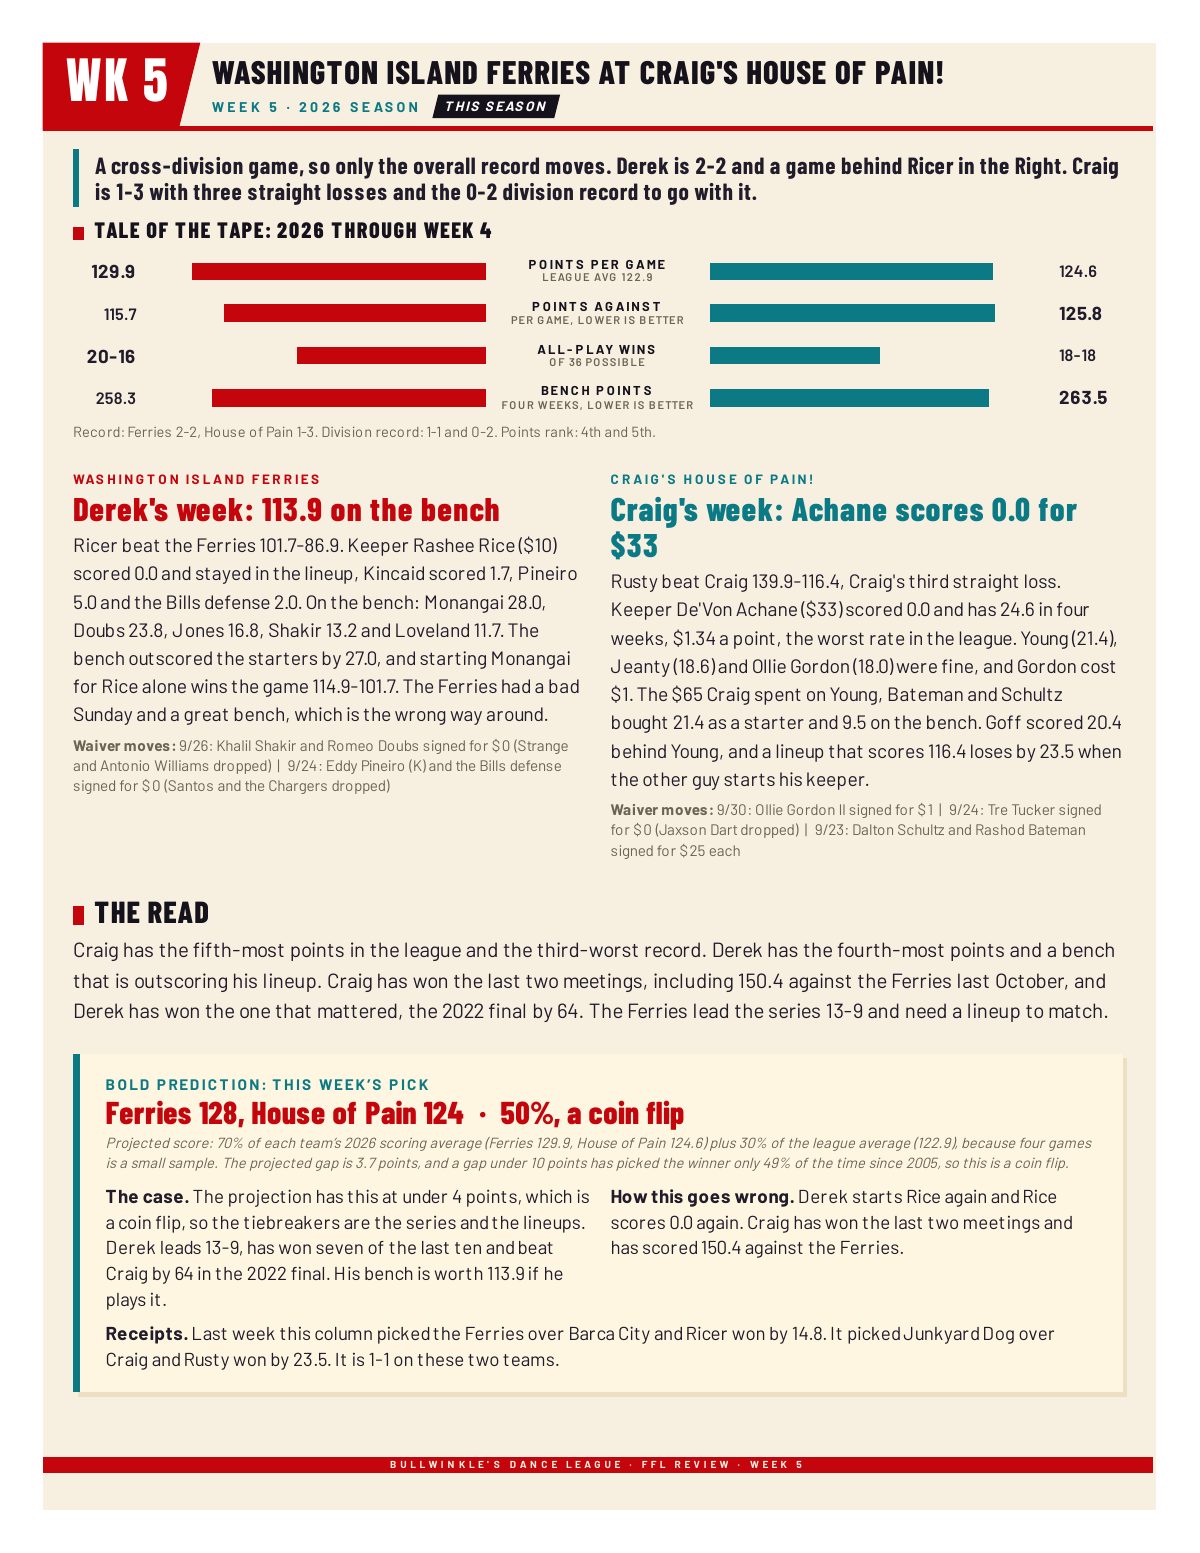 WK 5
WASHINGTON ISLAND FERRIES AT CRAIG'S HOUSE OF PAIN!
WEEK 5 · 2026 SEASON THIS SEASON
A cross-division game, so only the overall record moves. Derek is 2-2 and a game behind Ricer in the Right. Craig
is 1-3 with three straight losses and the 0-2 division record to go with it.
TALE OF THE TAPE: 2026 THROUGH WEEK 4
129.9 POINTS PER GAME 124.6
LEAGUE AVG 122.9
115.7 POINTS AGAINST 125.8
PER GAME, LOWER IS BETTER
20-16 ALL-PLAY WINS 18-18
OF 36 POSSIBLE
258.3 BENCH POINTS 263.5
FOUR WEEKS, LOWER IS BETTER
Record: Ferries 2-2, House of Pain 1-3. Division record: 1-1 and 0-2. Points rank: 4th and 5th.
WASHINGTON ISLAND FERRIES
Derek's week: 113.9 on the bench
Ricer beat the Ferries 101.7-86.9. Keeper Rashee Rice ($10)
scored 0.0 and stayed in the lineup, Kincaid scored 1.7, Pineiro
5.0 and the Bills defense 2.0. On the bench: Monangai 28.0,
Doubs 23.8, Jones 16.8, Shakir 13.2 and Loveland 11.7. The
bench outscored the starters by 27.0, and starting Monangai
for Rice alone wins the game 114.9-101.7. The Ferries had a bad
Sunday and a great bench, which is the wrong way around.
Waiver moves: 9/26: Khalil Shakir and Romeo Doubs signed for $0 (Strange
and Antonio Williams dropped) | 9/24: Eddy Pineiro (K) and the Bills defense
signed for $0 (Santos and the Chargers dropped)
CRAIG'S HOUSE OF PAIN!
Craig's week: Achane scores 0.0 for
$33
Rusty beat Craig 139.9-116.4, Craig's third straight loss.
Keeper De'Von Achane ($33) scored 0.0 and has 24.6 in four
weeks, $1.34 a point, the worst rate in the league. Young (21.4),
Jeanty (18.6) and Ollie Gordon (18.0) were fine, and Gordon cost
$1. The $65 Craig spent on Young, Bateman and Schultz
bought 21.4 as a starter and 9.5 on the bench. Goff scored 20.4
behind Young, and a lineup that scores 116.4 loses by 23.5 when
the other guy starts his keeper.
Waiver moves: 9/30: Ollie Gordon II signed for $1 | 9/24: Tre Tucker signed
for $0 (Jaxson Dart dropped) | 9/23: Dalton Schultz and Rashod Bateman
signed for $25 each
THE READ
Craig has the fifth-most points in the league and the third-worst record. Derek has the fourth-most points and a bench
that is outscoring his lineup. Craig has won the last two meetings, including 150.4 against the Ferries last October, and
Derek has won the one that mattered, the 2022 final by 64. The Ferries lead the series 13-9 and need a lineup to match.
BOLD PREDICTION: THIS WEEK'S PICK
Ferries 128, House of Pain 124 · 50%, a coin flip
Projected score: 70% of each team's 2026 scoring average (Ferries 129.9, House of Pain 124.6) plus 30% of the league average (122.9), because four games
is a small sample. The projected gap is 3.7 points, and a gap under 10 points has picked the winner only 49% of the time since 2005, so this is a coin flip.
The case. The projection has this at under 4 points, which is
a coin flip, so the tiebreakers are the series and the lineups.
Derek leads 13-9, has won seven of the last ten and beat
Craig by 64 in the 2022 final. His bench is worth 113.9 if he
plays it.
How this goes wrong. Derek starts Rice again and Rice
scores 0.0 again. Craig has won the last two meetings and
has scored 150.4 against the Ferries.
Receipts. Last week this column picked the Ferries over Barca City and Ricer won by 14.8. It picked Junkyard Dog over
Craig and Rusty won by 23.5. It is 1-1 on these two teams.
BULLWINKLE'S DANCE LEAGUE · FFL REVIEW · WEEK 5